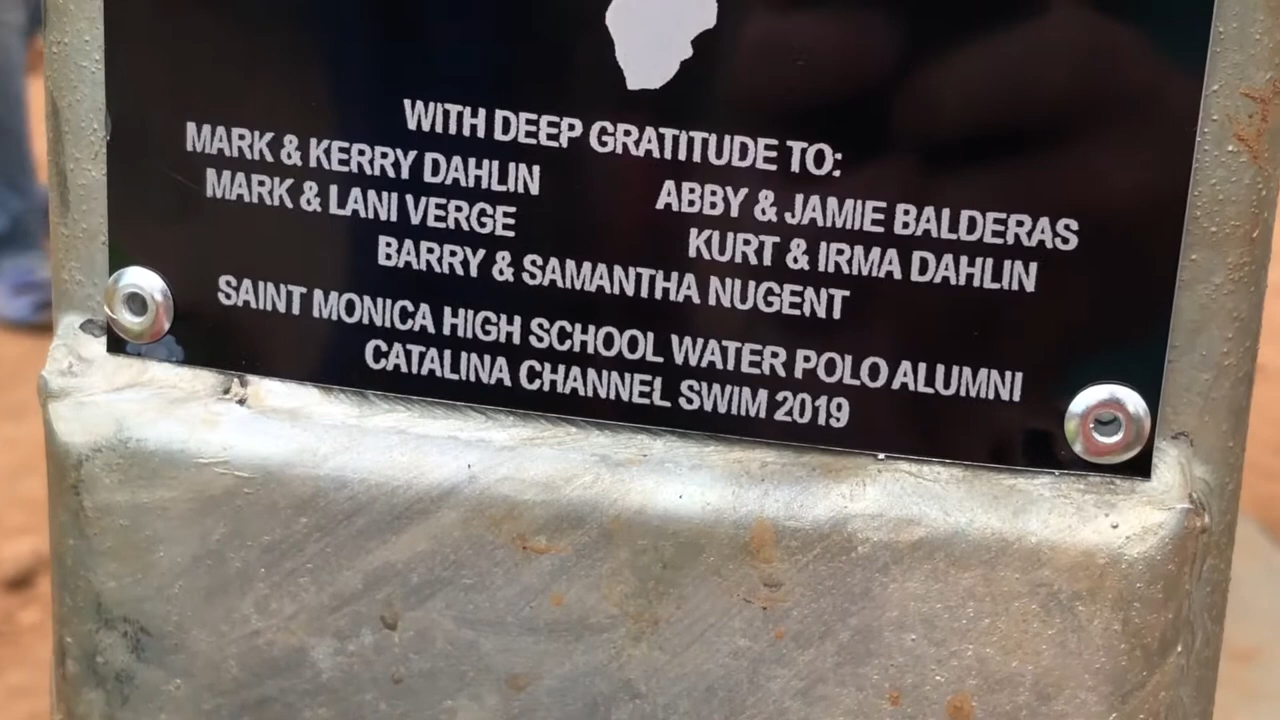 WITH DEEP GRATITUDE TO:
MARK & KERRY DAHLIN
ABBY & JAMIE BALDERAS
MARK & LANI VERGE
KURT & IRMA DAHLIN
BARRY & SAMANTHA NUGENT
SAINT MONICA HIGH SCHOOL WATER POLO ALUMNI
CATALINA CHANNEL SWIM 2019